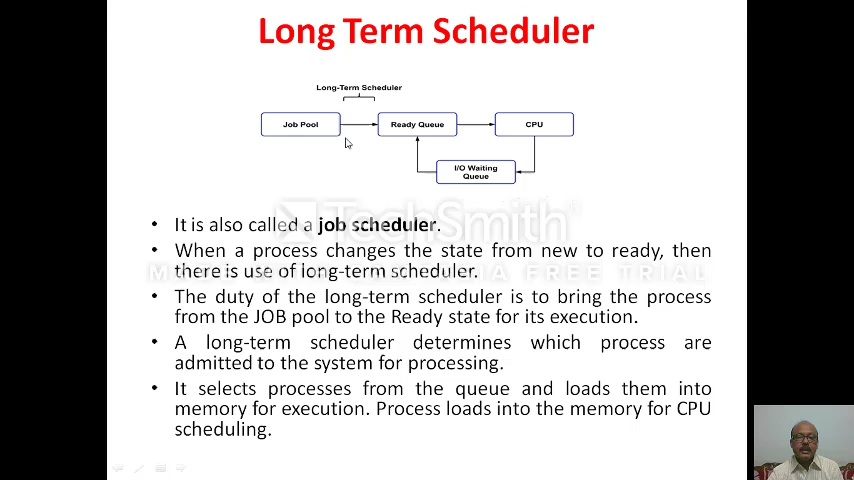 Long Term Scheduler
Long-Term Scheduler
Job Pool
Ready Queue
CPU
I/O Waiting
Queue
TechSmith
• It is also called a job scheduler.
• When a process changes the state from new to ready, then
there is use of long-term scheduler.
• The duty of the long-term scheduler is to bring the process
from the JOB pool to the Ready state for its execution.
• A long-term scheduler determines which process are
admitted to the system for processing.
• It selects processes from the queue and loads them into
memory for execution. Process loads into the memory for CPU
scheduling.